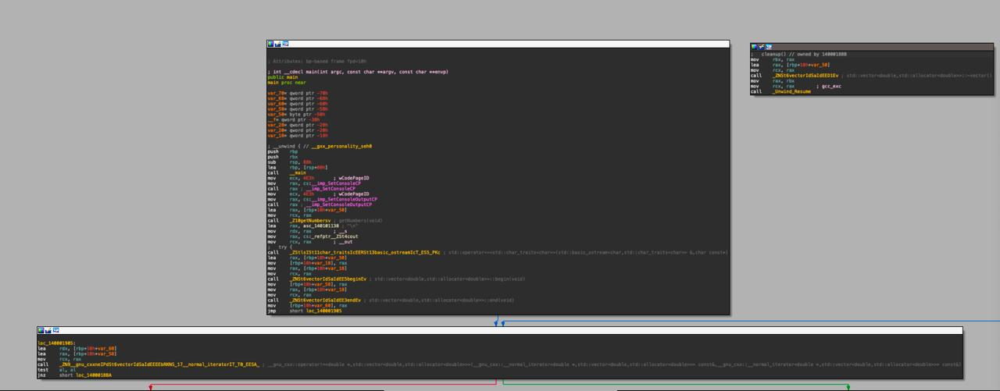 ; Attributes: bp-based frame fpd=10h
; int __cdecl main(int argc, const char **argv, const char **envp)
public main
main proc near
var_70= qword ptr -70h
var_68= qword ptr -68h
var_60= qword ptr -60h
var_58= qword ptr -58h
var_50= byte ptr -50h
__f= qword ptr -30h
var_28= qword ptr -28h
var_20= qword ptr -20h
var_18= qword ptr -18h
; __unwind { // __gxx_personality_seh0
push rbp
push rbx
sub rsp, 88h
lea rbp, [rsp+80h]
call __main
mov ecx, 4E3h ; wCodePageID
mov rax, cs:__imp_SetConsoleCP
call rax ; __imp_SetConsoleCP
mov ecx, 4E3h ; wCodePageID
mov rax, cs:__imp_SetConsoleOutputCP
call rax ; __imp_SetConsoleOutputCP
lea rax, [rbp+10h+var_50]
mov rcx, rax
call _Z10getNumbersv ; getNumbers(void)
lea rax, asc_140101138 ; "\n"
mov rdx, rax ; __s
mov rax, cs:_refptr__ZSt4cout
mov rcx, rax ; __out
; try {
call _ZStlsISt11char_traitsIcEERSt13basic_ostreamIcT_ES5_PKc ; std::operator<<<std::char_traits<char>>(std::basic_ostream<char,std::char_traits<char>> &,char const*)
lea rax, [rbp+10h+var_50]
mov [rbp+10h+var_18], rax
mov rax, [rbp+10h+var_18]
mov rcx, rax
call _ZNSt6vectorIdSaIdEE5beginEv ; std::vector<double,std::allocator<double>>::begin(void)
mov [rbp+10h+var_58], rax
mov rax, [rbp+10h+var_18]
mov rcx, rax
call _ZNSt6vectorIdSaIdEE3endEv ; std::vector<double,std::allocator<double>>::end(void)
mov [rbp+10h+var_60], rax
jmp short loc_140001905
; cleanup() // owned by 1400018BB
mov rbx, rax
lea rax, [rbp+10h+var_50]
mov rcx, rax
call _ZNSt6vectorIdSaIdEED1Ev ; std::vector<double,std::allocator<double>>::~vector()
mov rax, rbx
mov rcx, rax ; gcc_exc
call _Unwind_Resume
loc_140001905:
lea rdx, [rbp+10h+var_60]
lea rax, [rbp+10h+var_58]
mov rcx, rax
call _ZN9__gnu_cxxneIPdSt6vectorIdSaIdEEEEbRKNS_17__normal_iteratorIT_T0_EESA_ ; __gnu_cxx::operator!=<double *,std::vector<double,std::allocator<double>>>(__gnu_cxx::__normal_iterator<double *,std::vector<double,std::allocator<double>>> const&,__gnu_cxx::__normal_iterator<double *,std::vector<double,std::allocator<double>>> const&)
test al, al
jnz short loc_1400018BA